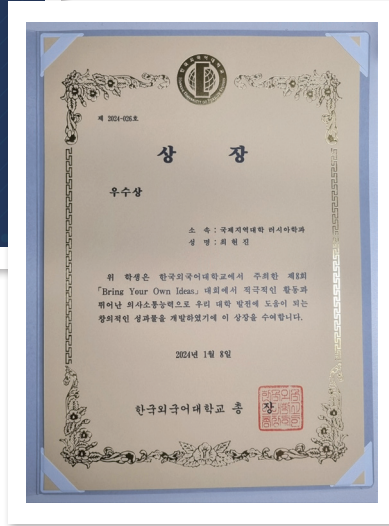 제 2024-026호
상 장
우수상
소 속 : 국제지역대학 러시아학과
성 명 : 최헌진
위 학생은 한국외국어대학교에서 주최한 제8회
「Bring Your Own Ideas」 대회에서 적극적인 활동과
뛰어난 의사소통능력으로 우리 대학 발전에 도움이 되는
창의적인 성과물을 개발하였기에 이 상장을 수여합니다.
2024년 1월 8일
한국외국어대학교 총 장